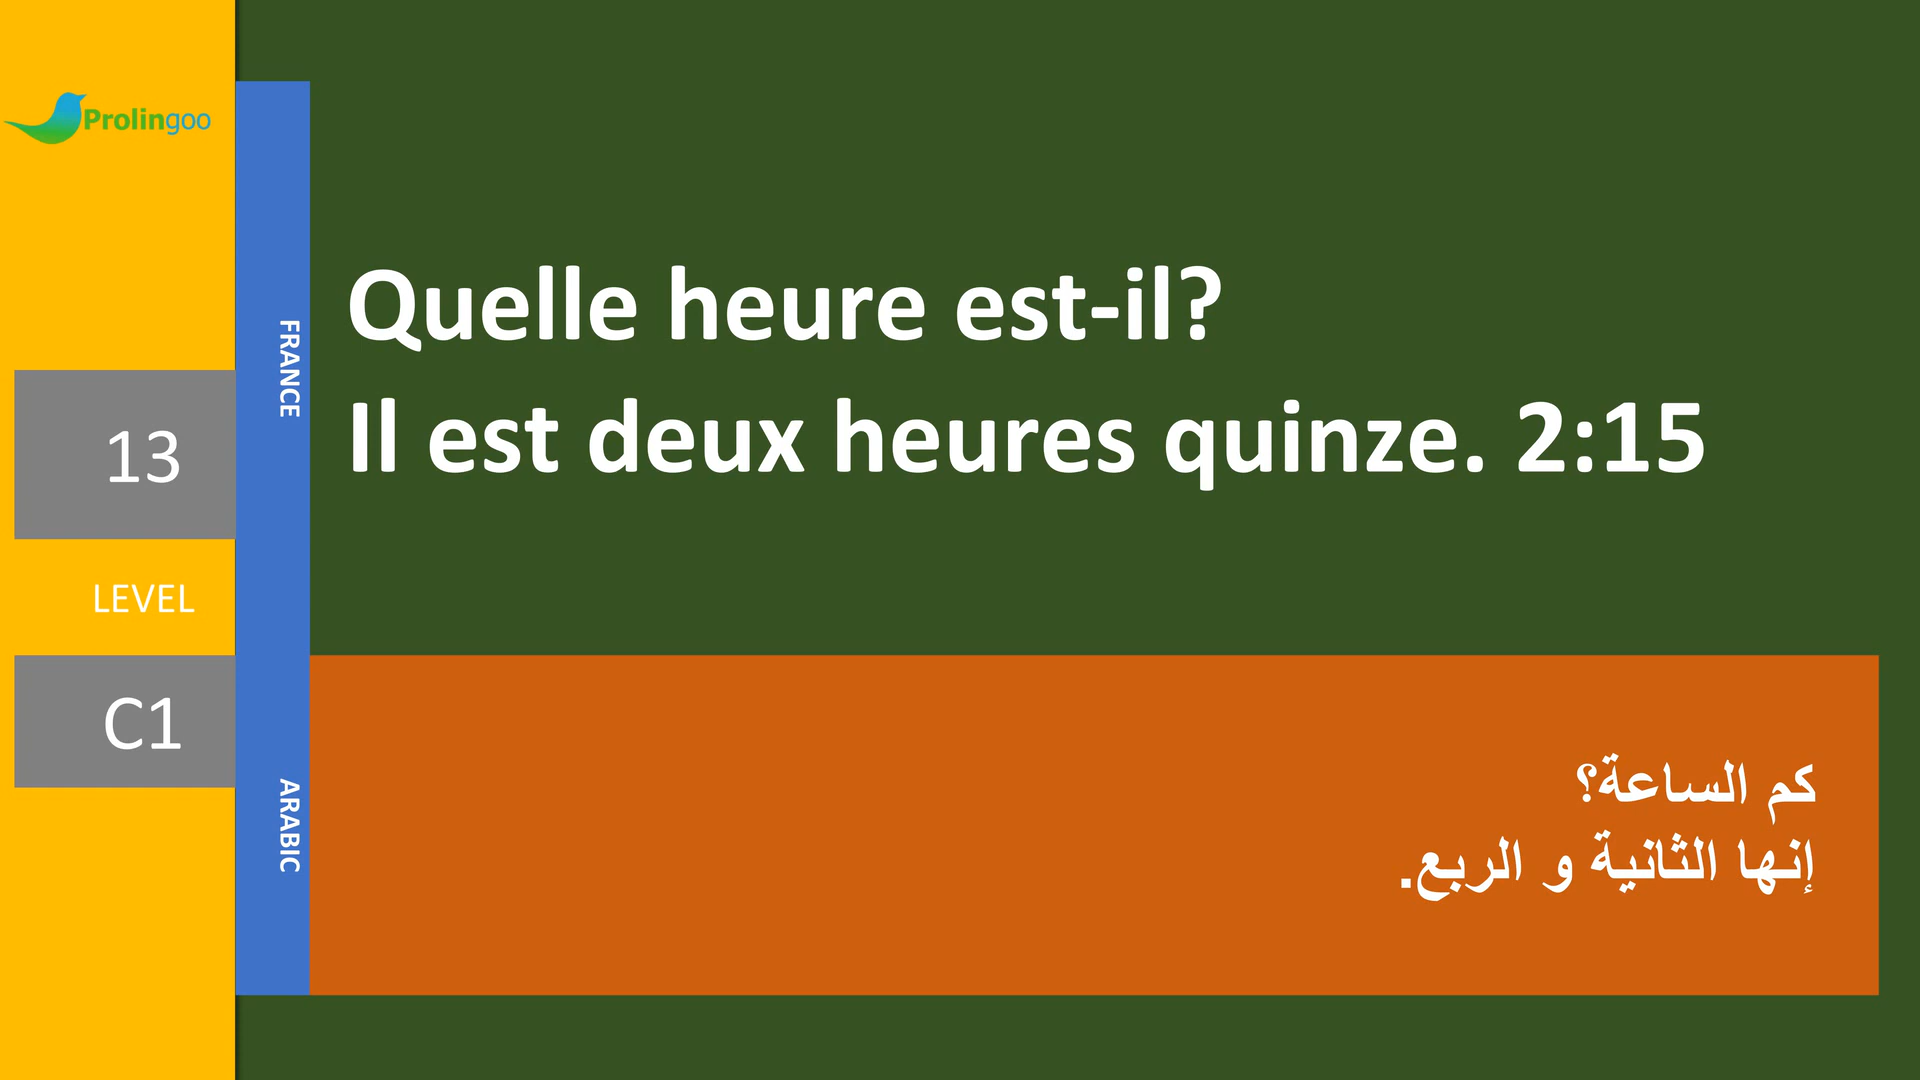 Prolingoo
13
LEVEL
C1
FRANCE
ARABIC
Quelle heure est-il?
Il est deux heures quinze. 2:15
كم الساعة؟
إنها الثانية و الربع.